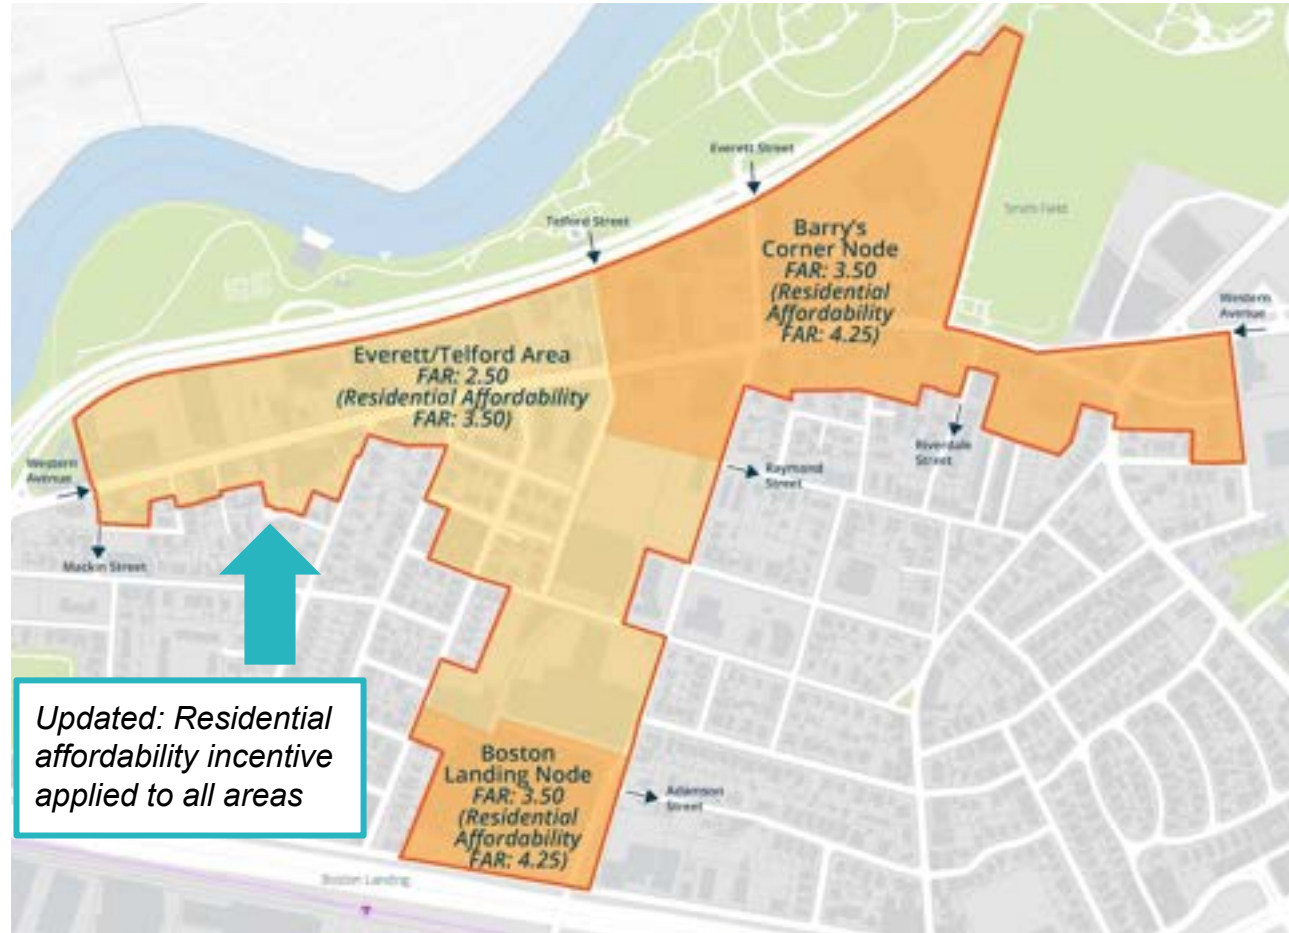 Everett Street
Telford Street
Smith Field
Barry's
Corner Node
FAR: 3.50
(Residential
Affordability
FAR: 4.25)
Western
Avenue
Everett/Telford Area
FAR: 2.50
(Residential Affordability
FAR: 3.50)
Riverdale
Street
Western
Avenue
Raymond
Street
Mackin Street
Updated: Residential
affordability incentive
applied to all areas
Boston
Landing Node
FAR: 3.50
(Residential
Affordability
FAR: 4.25)
Adamson
Street
Boston Landing